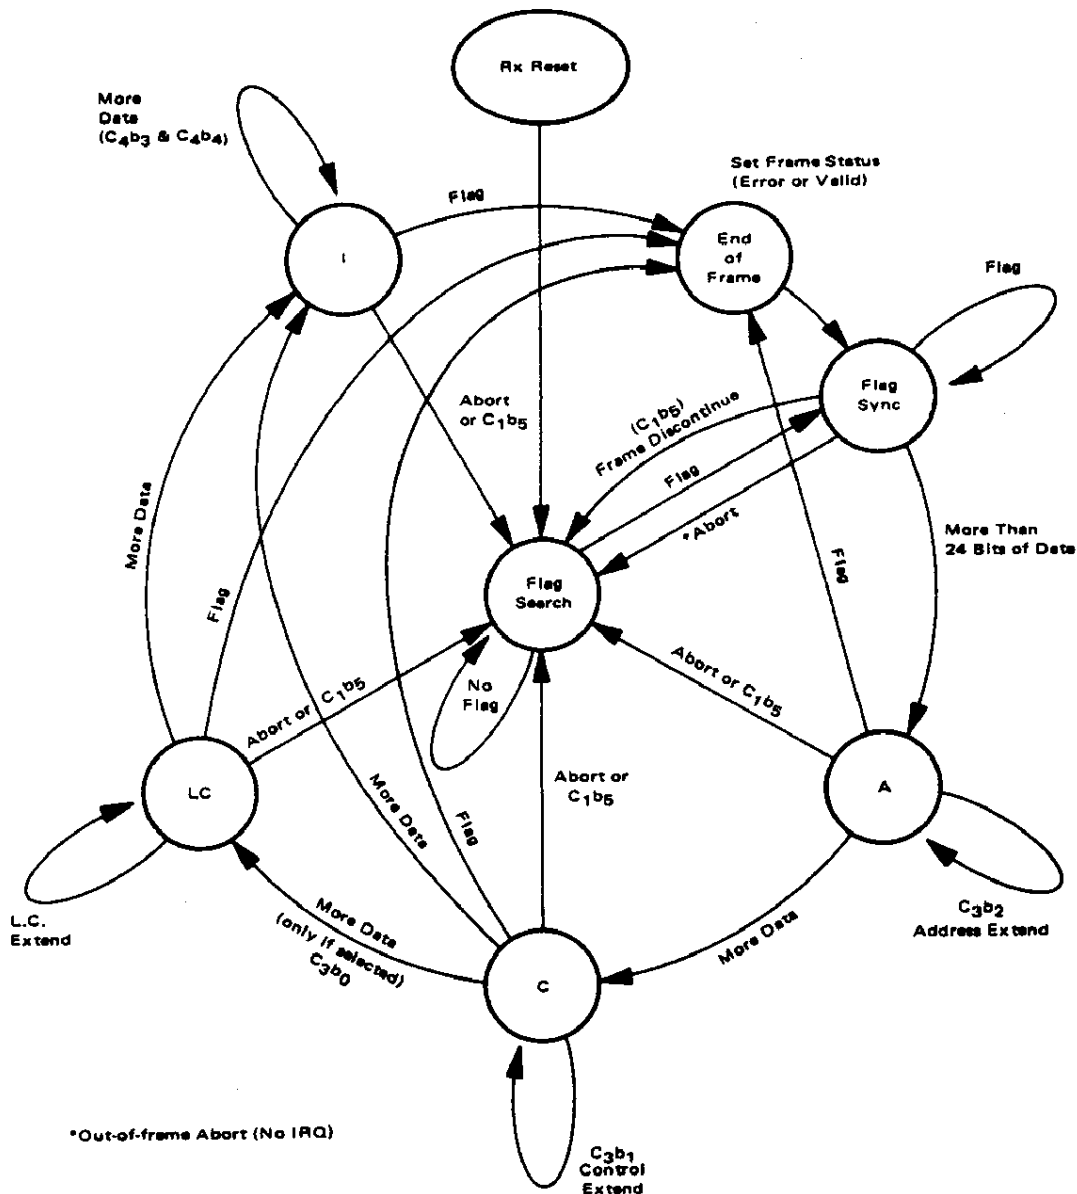 Rx Reset
More
Data
(C4b3 & C4b4)
Set Frame Status
(Error or Valid)
Flag
I
End
of
Frame
Flag
Flag
Sync
Abort
or C1b5
(C1b5)
Frame Discontinue
Flag
*Abort
More Data
More Than
24 Bits of Data
Flag
Flag
Flag
Search
Abort or C1b5
No
Flag
Abort or C1b5
LC
More Data
Flag
Abort or
C1b5
A
L.C.
Extend
More Data
(only if selected)
C3b0
More Data
C3b2
Address Extend
C
*Out-of-frame Abort (No IRQ)
C3b1
Control
Extend